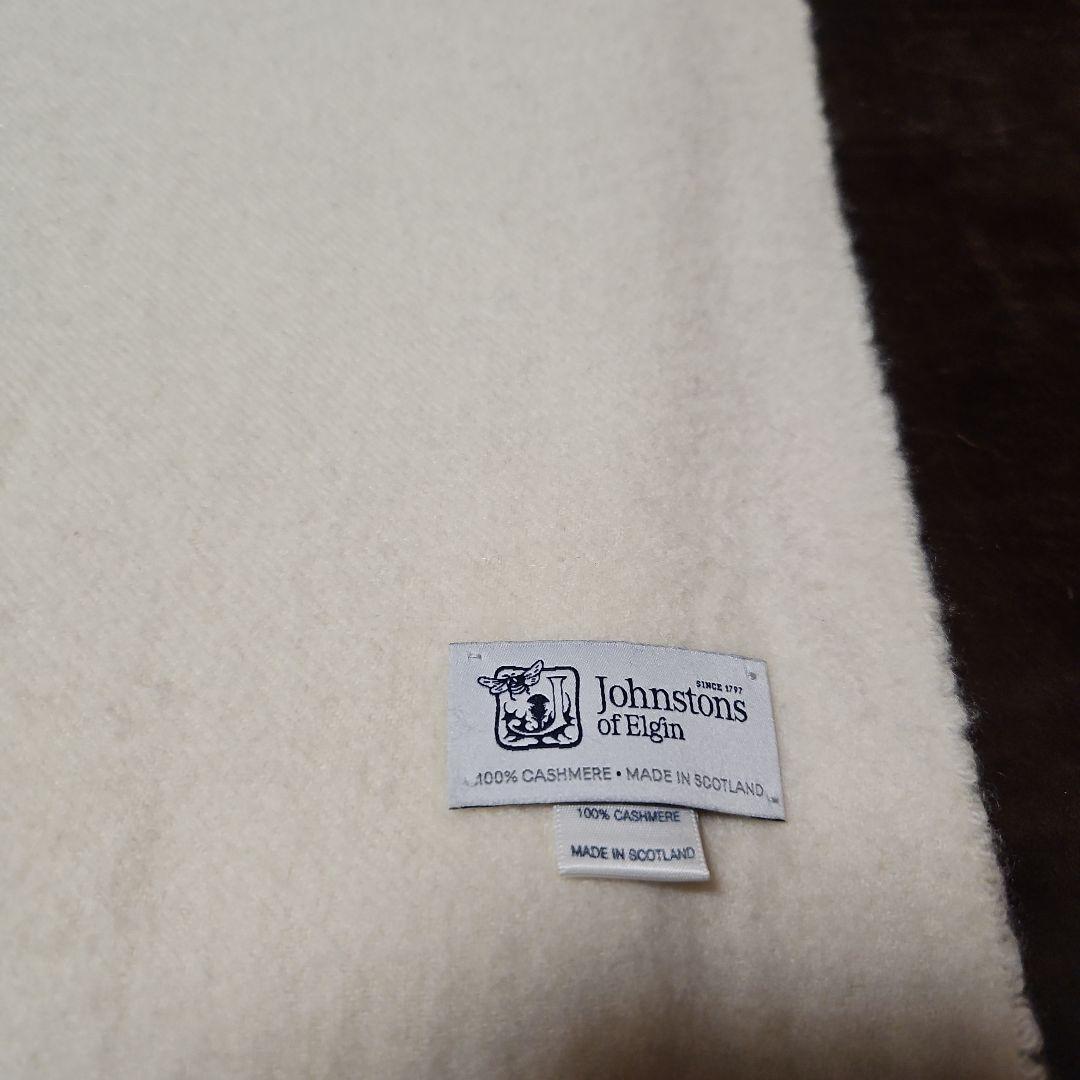 SINCE 1797
Johnstons
of Elgin
100% CASHMERE • MADE IN SCOTLAND
100% CASHMERE
MADE IN SCOTLAND